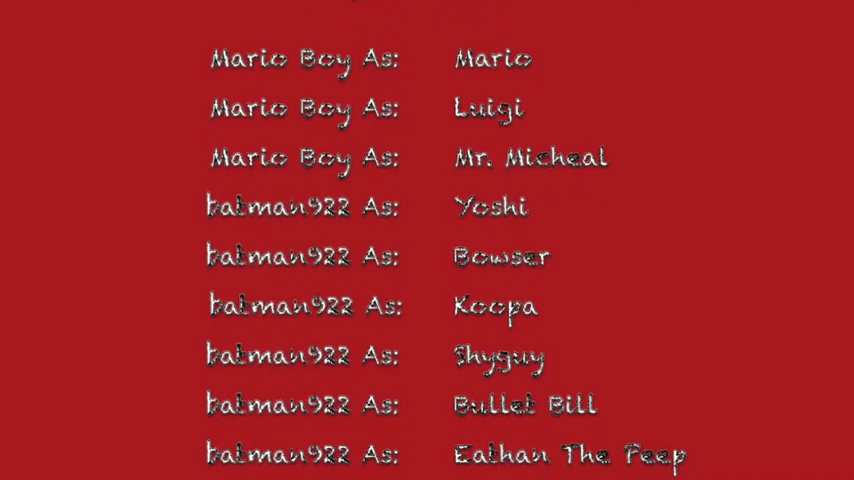 Mario Boy As: Mario
Mario Boy As: Luigi
Mario Boy As: Mr. Micheal
batman922 As: Yoshi
batman922 As: Bowser
batman922 As: Koopa
batman922 As: Shyguy
batman922 As: Bullet Bill
batman922 As: Eathan The Peep